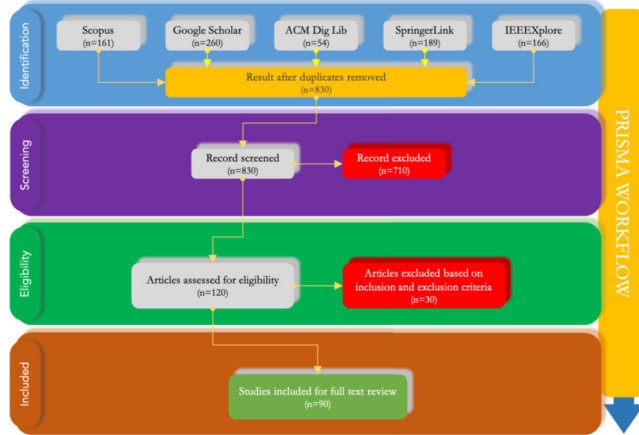 Identification
Scopus
(n=161)
Google Scholar
(n=260)
ACM Dig Lib
(n=54)
SpringerLink
(n=189)
IEEEXplore
(n=166)
Result after duplicates removed
(n=830)
Screening
Record screened
(n=830)
Record excluded
(n=710)
Eligibility
Articles assessed for eligibility
(n=120)
Articles excluded based on
inclusion and exclusion criteria
(n=30)
Included
Studies included for full text review
(n=90)
PRISMA WORKFLOW